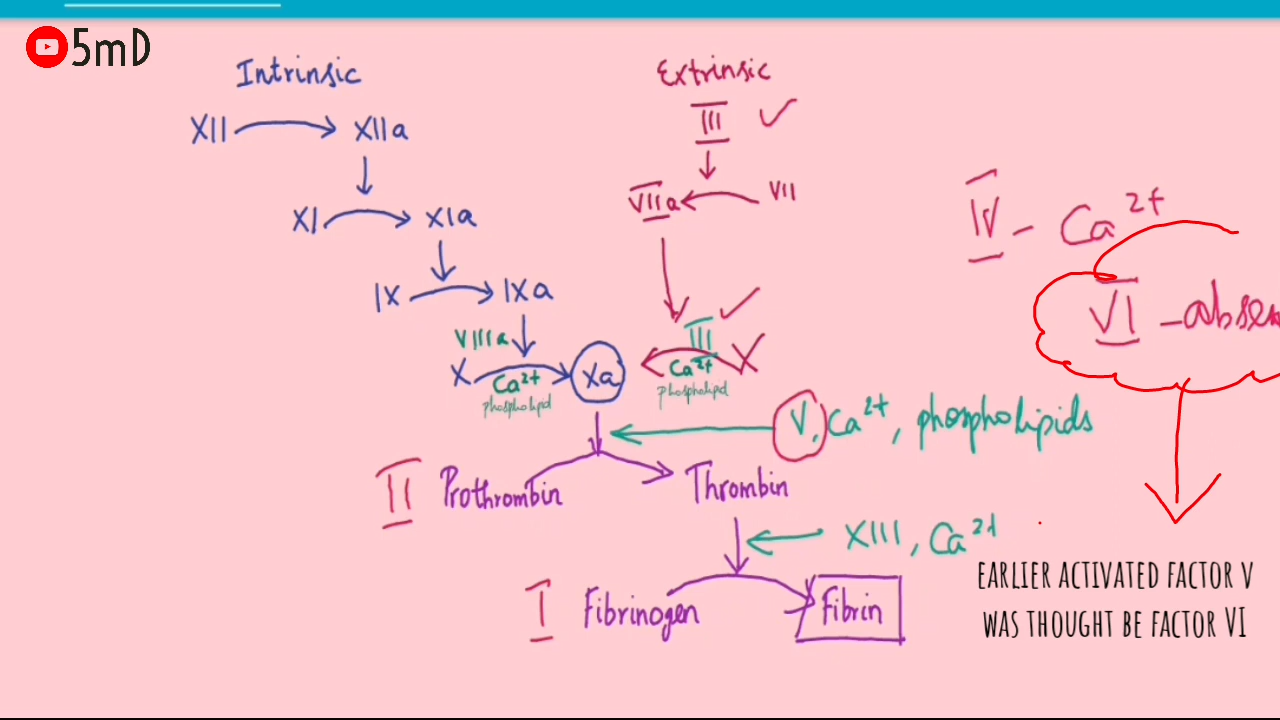 5mD
Intrinsic
Extrinsic
III
XII
XIIa
VIIa
VII
XI
XIa
IV - Ca2+
IX
IXa
VI - absen
VIIIa
III
X
Ca2+
phospholipid
Xa
Ca2+
phospholipid
X
V, Ca2+, phospholipids
II Prothrombin
Thrombin
XIII, Ca2+
EARLIER ACTIVATED FACTOR V
WAS THOUGHT BE FACTOR VI
I Fibrinogen
Fibrin